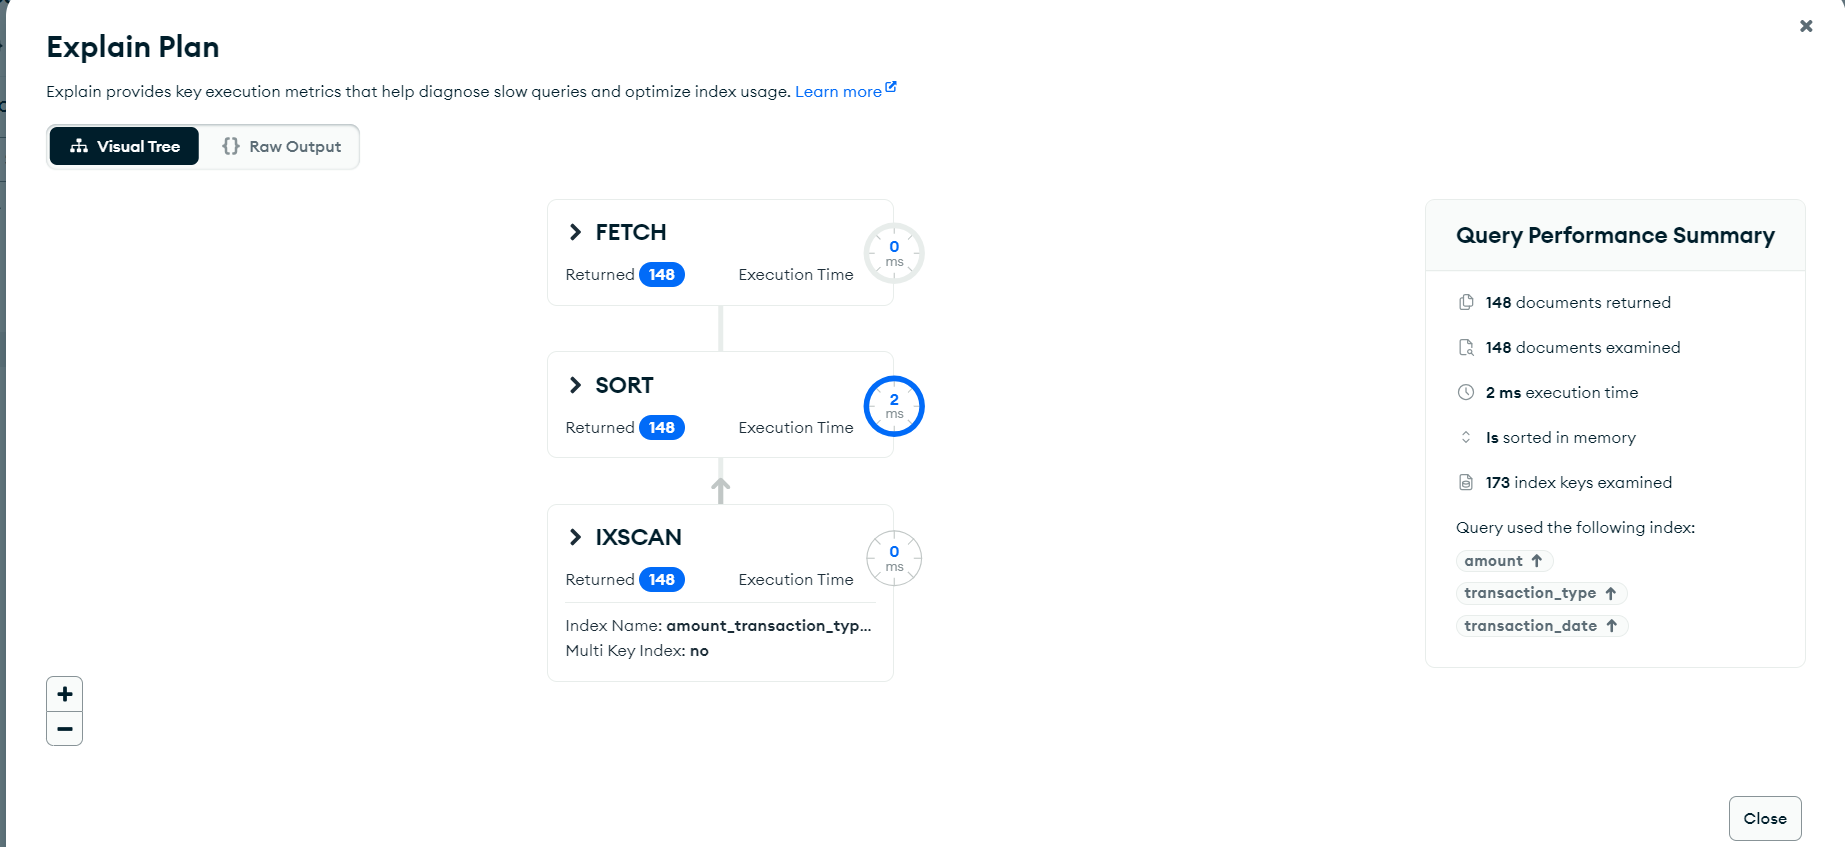 Explain Plan
Explain provides key execution metrics that help diagnose slow queries and optimize index usage. Learn more
Visual Tree
{} Raw Output
FETCH
Returned 148 Execution Time 0 ms
SORT
Returned 148 Execution Time 2 ms
IXSCAN
Returned 148 Execution Time 0 ms
Index Name: amount_transaction_typ...
Multi Key Index: no
Query Performance Summary
148 documents returned
148 documents examined
2 ms execution time
Is sorted in memory
173 index keys examined
Query used the following index:
amount ↑
transaction_type ↑
transaction_date ↑
Close